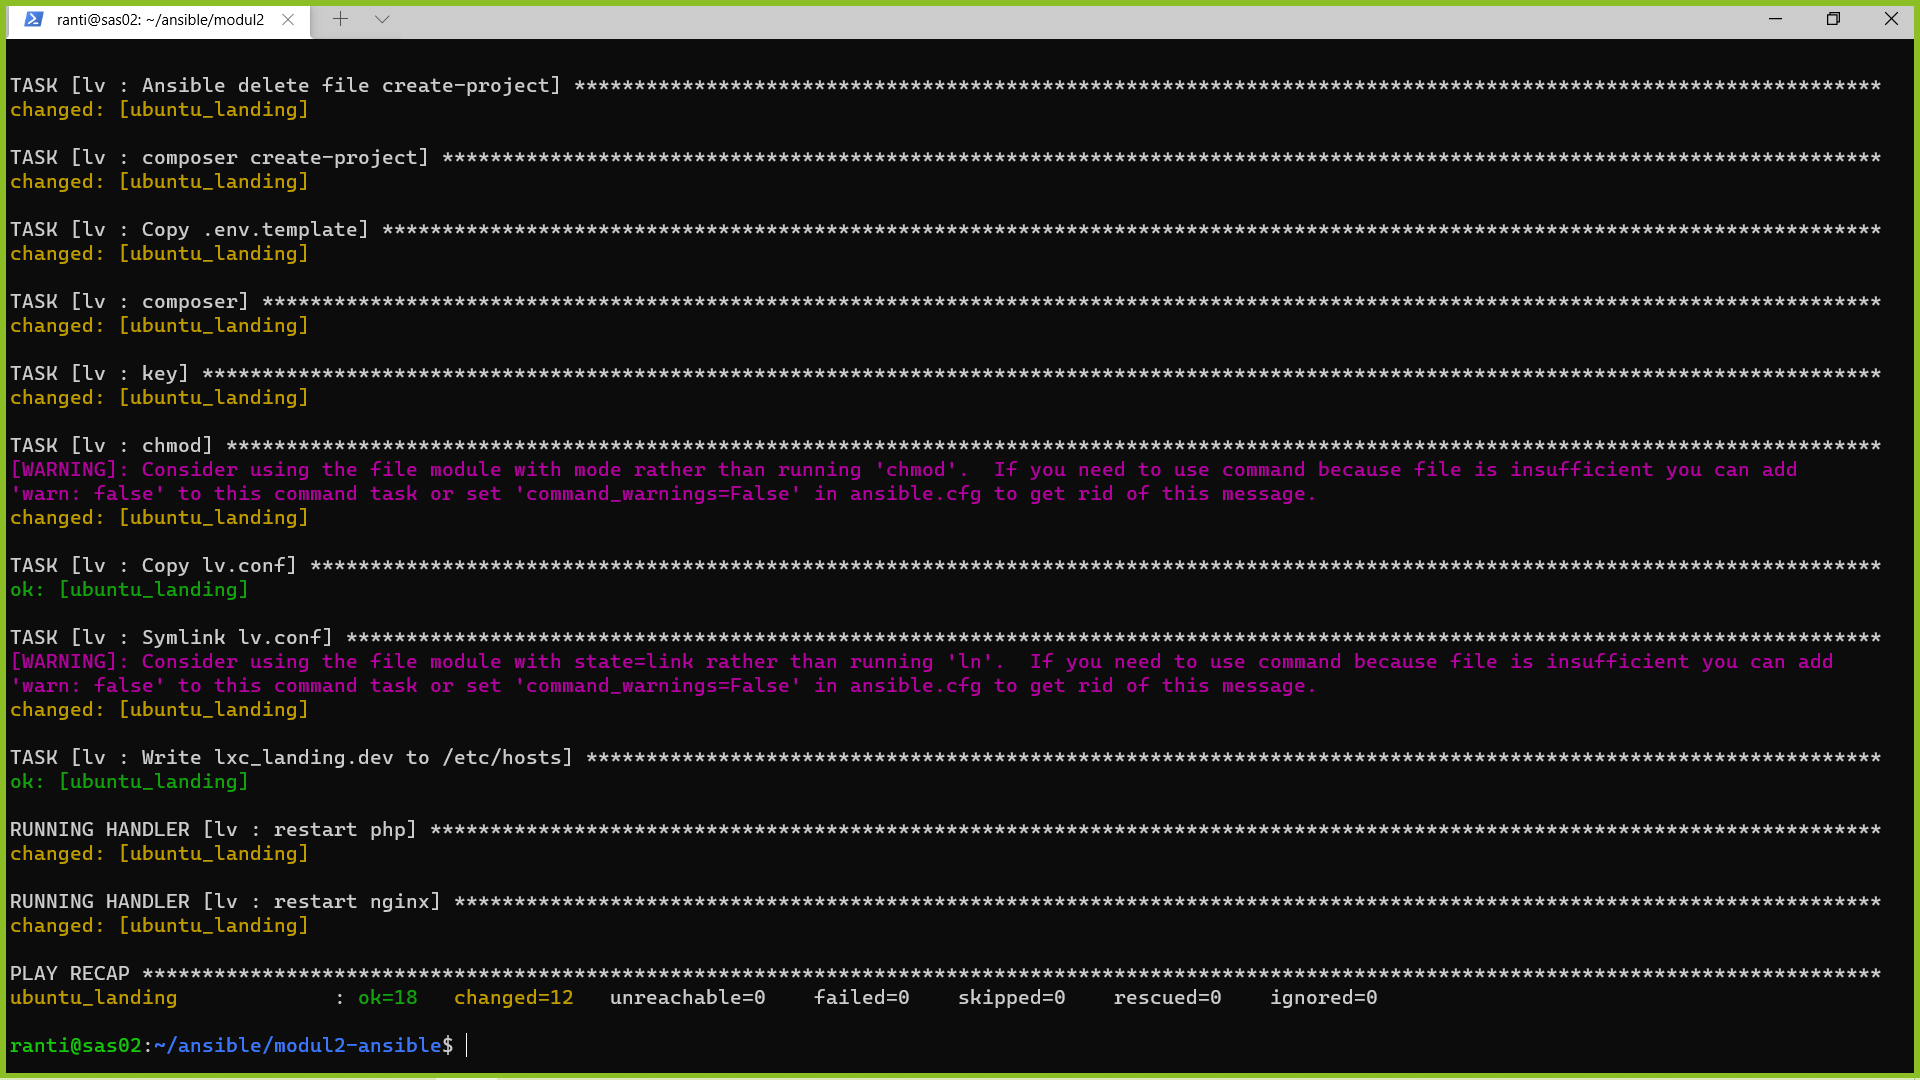 ranti@sas02: ~/ansible/modul2
TASK [lv : Ansible delete file create-project] *************************************************************************************************************
changed: [ubuntu_landing]
TASK [lv : composer create-project] ************************************************************************************************************************
changed: [ubuntu_landing]
TASK [lv : Copy .env.template] *****************************************************************************************************************************
changed: [ubuntu_landing]
TASK [lv : composer] ***************************************************************************************************************************************
changed: [ubuntu_landing]
TASK [lv : key] ********************************************************************************************************************************************
changed: [ubuntu_landing]
TASK [lv : chmod] ******************************************************************************************************************************************
[WARNING]: Consider using the file module with mode rather than running 'chmod'.  If you need to use command because file is insufficient you can add
'warn: false' to this command task or set 'command_warnings=False' in ansible.cfg to get rid of this message.
changed: [ubuntu_landing]
TASK [lv : Copy lv.conf] ***********************************************************************************************************************************
ok: [ubuntu_landing]
TASK [lv : Symlink lv.conf] ********************************************************************************************************************************
[WARNING]: Consider using the file module with state=link rather than running 'ln'.  If you need to use command because file is insufficient you can add
'warn: false' to this command task or set 'command_warnings=False' in ansible.cfg to get rid of this message.
changed: [ubuntu_landing]
TASK [lv : Write lxc_landing.dev to /etc/hosts] ************************************************************************************************************
ok: [ubuntu_landing]
RUNNING HANDLER [lv : restart php] *************************************************************************************************************************
changed: [ubuntu_landing]
RUNNING HANDLER [lv : restart nginx] ***********************************************************************************************************************
changed: [ubuntu_landing]
PLAY RECAP *************************************************************************************************************************************************
ubuntu_landing             : ok=18   changed=12   unreachable=0    failed=0    skipped=0    rescued=0    ignored=0
ranti@sas02:~/ansible/modul2-ansible$